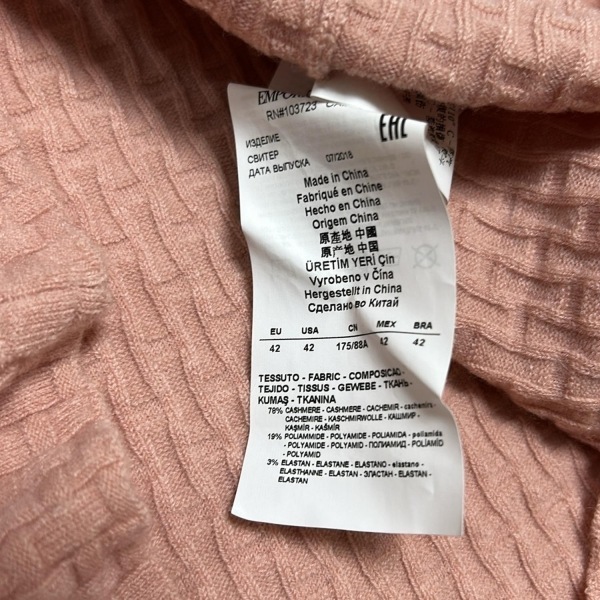 RN#103723
EAC
ИЗДЕЛИЕ
СВИТЕР
ДАТА ВЫПУСКА 07/2018
Made in China
Fabriqué en Chine
Hecho en China
Origem China
原產地 中國
原产地 中国
ÜRETİM YERİ Çin
Vyrobeno v Čína
Hergestellt in China
Сделано во Китай
EU USA CN MEX BRA
42 42 175/88A 42 42
TESSUTO - FABRIC - COMPOSICAO -
TEJIDO - TISSUS - GEWEBE - ТКАНЬ -
KUMAŞ - TKANINA
78% CASHMERE - CASHMERE - CACHEMIR - cachemire
CACHEMIRE - KASCHMIRWOLLE - КАШМИР -
KAŞMİR - KAŠMÍR
19% POLIAMMIDE - POLYAMIDE - POLIAMIDA - poliamida
- POLYAMIDE - POLYAMID - ПОЛИАМИД - POLİAMİD
- POLYAMID
3% ELASTAN - ELASTANE - ELASTANO - elastano -
ELASTHANNE - ELASTAN - ЭЛАСТАН - ELASTAN -
ELASTAN